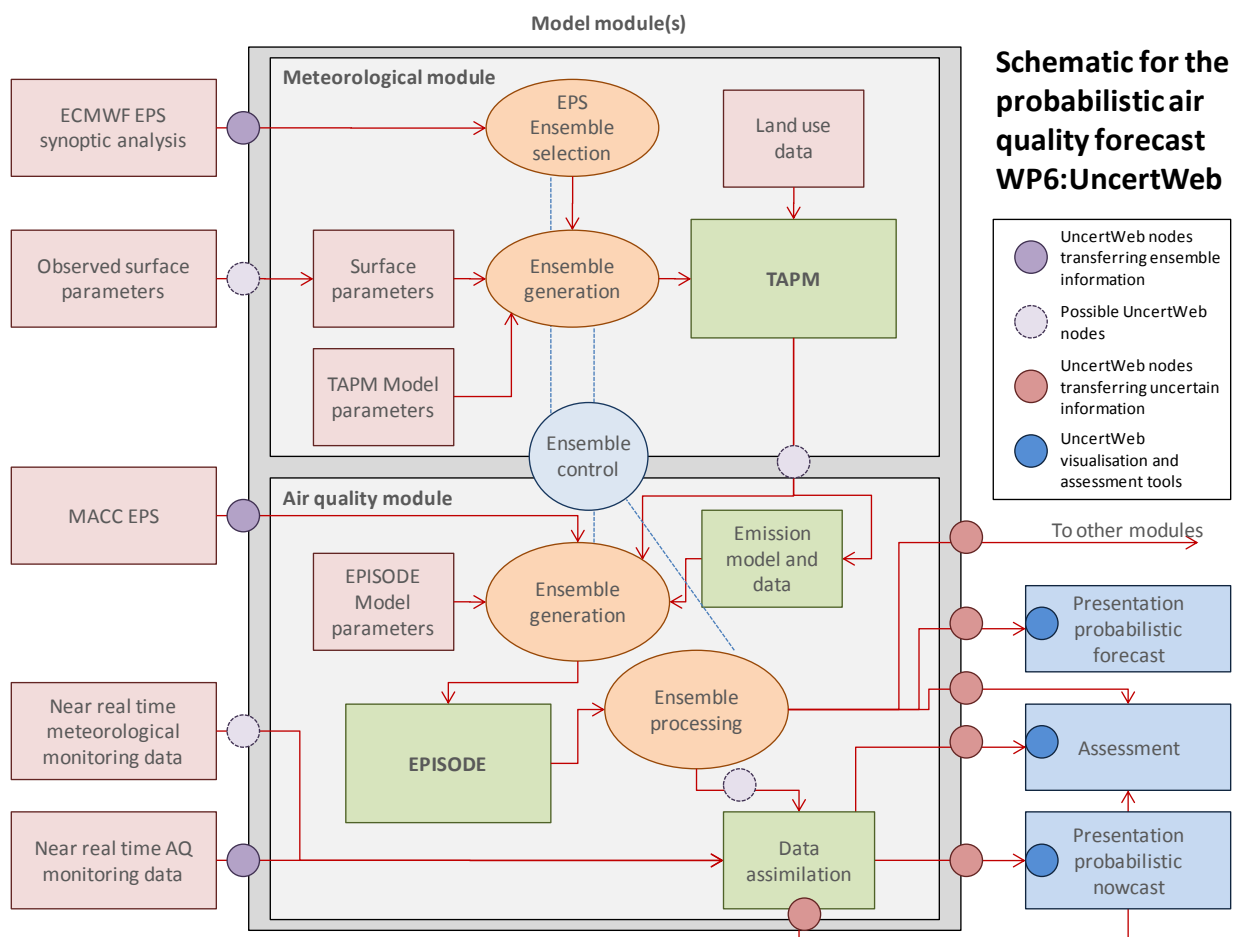 Model module(s)
Schematic for the
probabilistic air
quality forecast
WP6:UncertWeb
Meteorological module
ECMWF EPS
synoptic analysis
EPS
Ensemble
selection
Land use
data
Observed surface
parameters
Surface
parameters
Ensemble
generation
TAPM
TAPM Model
parameters
Ensemble
control
UncertWeb nodes
transferring ensemble
information
Possible UncertWeb
nodes
UncertWeb nodes
transferring uncertain
information
UncertWeb
visualisation and
assessment tools
Air quality module
MACC EPS
EPISODE
Model
parameters
Ensemble
generation
Emission
model and
data
To other modules
Presentation
probabilistic
forecast
Near real time
meteorological
monitoring data
EPISODE
Ensemble
processing
Assessment
Near real time AQ
monitoring data
Data
assimilation
Presentation
probabilistic
nowcast